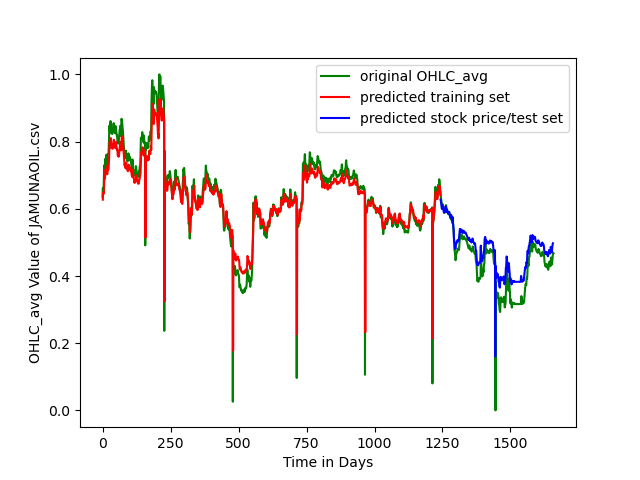 original OHLC_avg
predicted training set
predicted stock price/test set
OHLC_avg Value of JAMUNAOIL.csv
1.0
0.8
0.6
0.4
0.2
0.0
0 250 500 750 1000 1250 1500
Time in Days